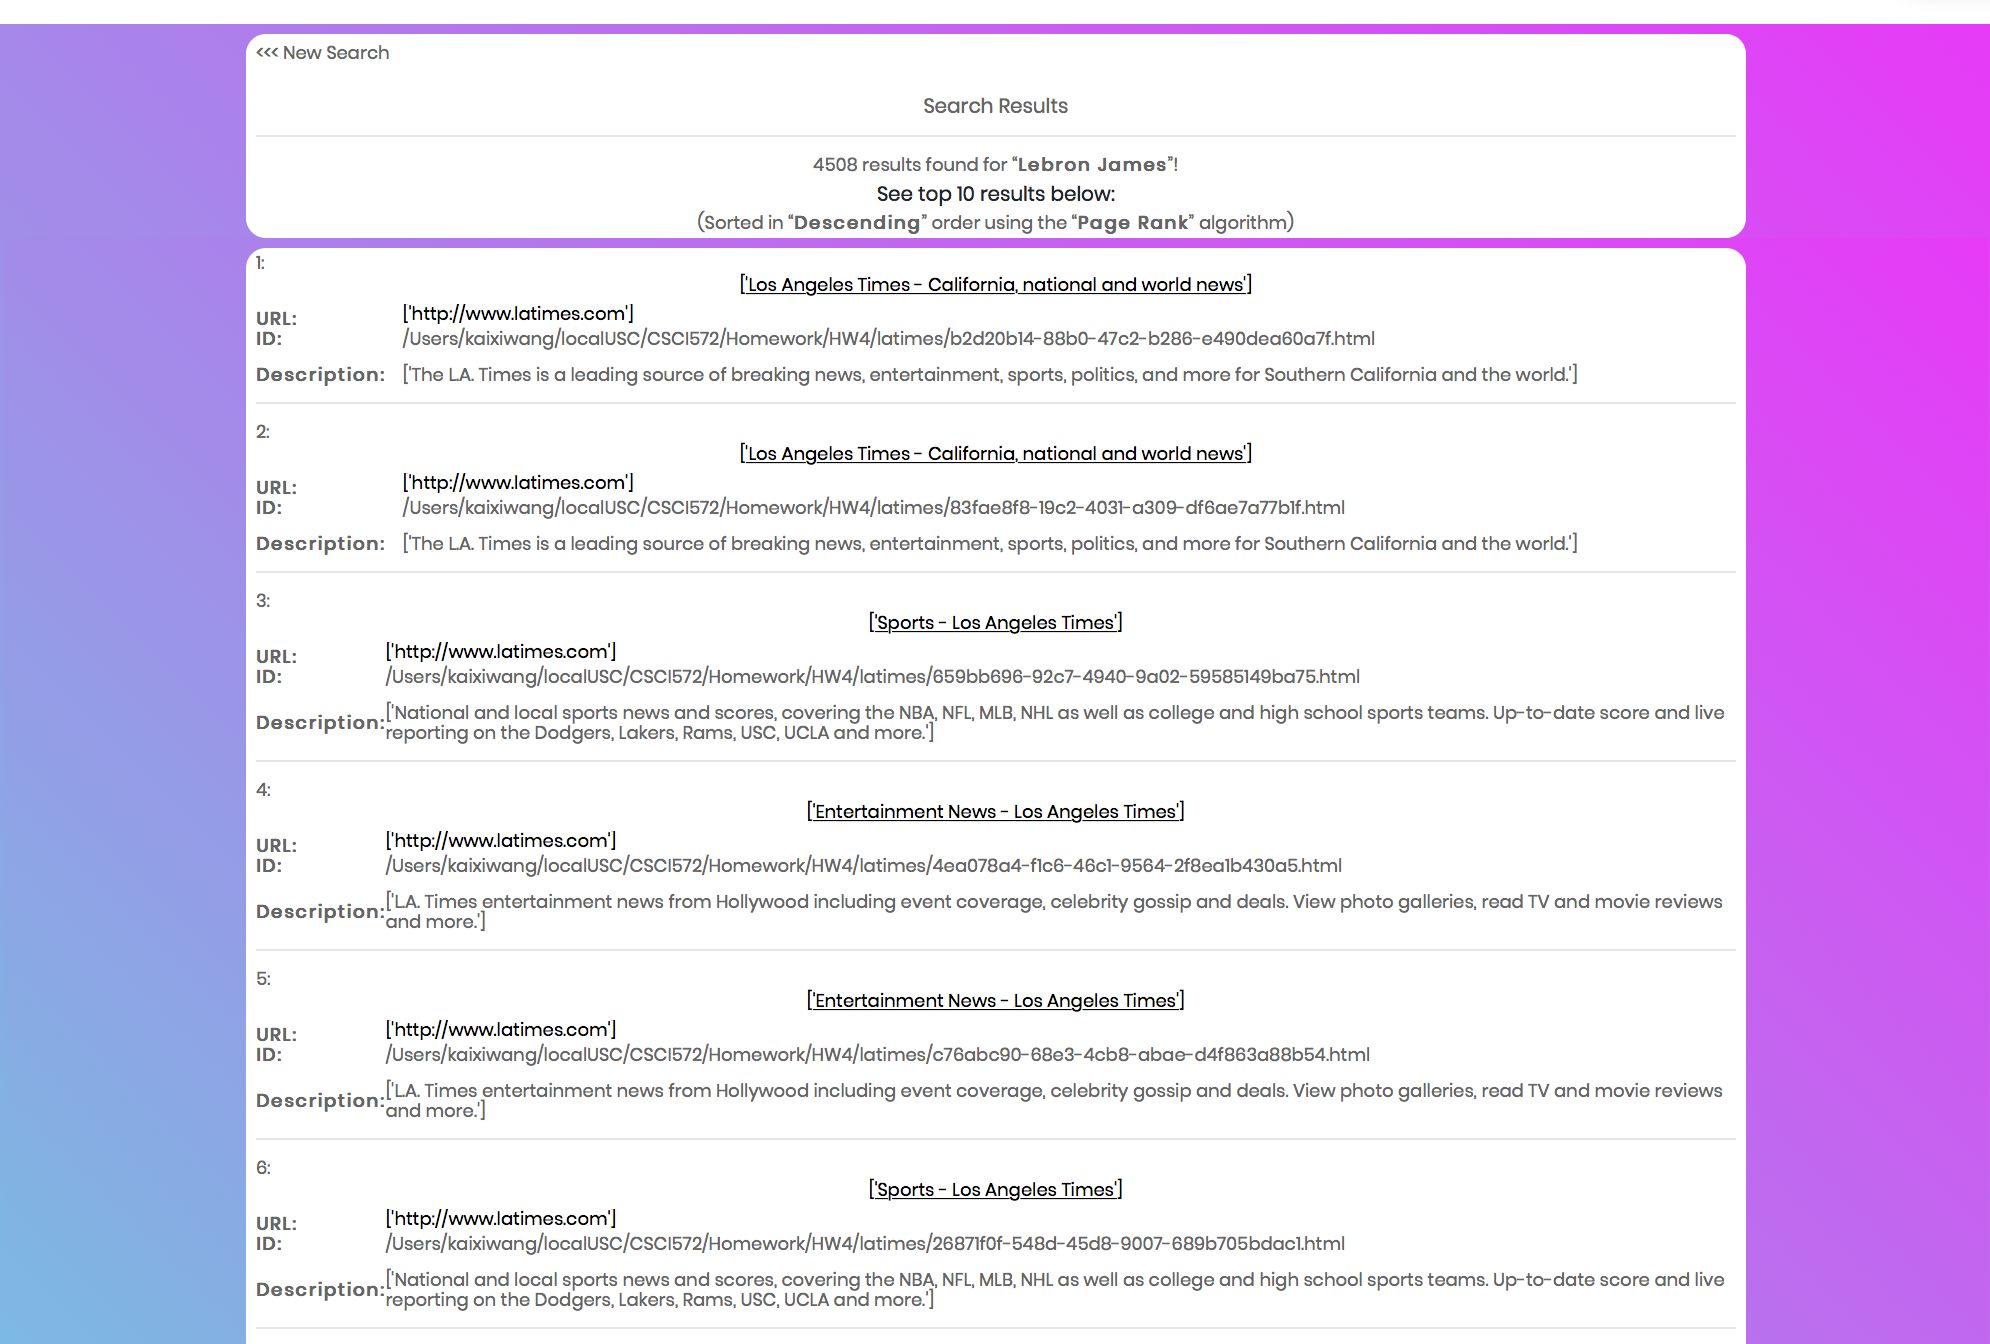 <<< New Search
Search Results
4508 results found for “Lebron James”!
See top 10 results below:
(Sorted in “Descending” order using the “Page Rank” algorithm)
1:
['Los Angeles Times - California, national and world news']
URL: ['http://www.latimes.com']
ID: /Users/kaixiwang/localUSC/CSCI572/Homework/HW4/latimes/b2d20b14-88b0-47c2-b286-e490dea60a7f.html
Description: ['The L.A. Times is a leading source of breaking news, entertainment, sports, politics, and more for Southern California and the world.']
2:
['Los Angeles Times - California, national and world news']
URL: ['http://www.latimes.com']
ID: /Users/kaixiwang/localUSC/CSCI572/Homework/HW4/latimes/83fae8f8-19c2-4031-a309-df6ae7a77b1f.html
Description: ['The L.A. Times is a leading source of breaking news, entertainment, sports, politics, and more for Southern California and the world.']
3:
['Sports - Los Angeles Times']
URL: ['http://www.latimes.com']
ID: /Users/kaixiwang/localUSC/CSCI572/Homework/HW4/latimes/659bb696-92c7-4940-9a02-59585149ba75.html
Description: ['National and local sports news and scores, covering the NBA, NFL, MLB, NHL as well as college and high school sports teams. Up-to-date score and live
reporting on the Dodgers, Lakers, Rams, USC, UCLA and more.']
4:
['Entertainment News - Los Angeles Times']
URL: ['http://www.latimes.com']
ID: /Users/kaixiwang/localUSC/CSCI572/Homework/HW4/latimes/4ea078a4-f1c6-46c1-9564-2f8ea1b430a5.html
Description: ['L.A. Times entertainment news from Hollywood including event coverage, celebrity gossip and deals. View photo galleries, read TV and movie reviews
and more.']
5:
['Entertainment News - Los Angeles Times']
URL: ['http://www.latimes.com']
ID: /Users/kaixiwang/localUSC/CSCI572/Homework/HW4/latimes/c76abc90-68e3-4cb8-abae-d4f863a88b54.html
Description: ['L.A. Times entertainment news from Hollywood including event coverage, celebrity gossip and deals. View photo galleries, read TV and movie reviews
and more.']
6:
['Sports - Los Angeles Times']
URL: ['http://www.latimes.com']
ID: /Users/kaixiwang/localUSC/CSCI572/Homework/HW4/latimes/26871f0f-548d-45d8-9007-689b705bdac1.html
Description: ['National and local sports news and scores, covering the NBA, NFL, MLB, NHL as well as college and high school sports teams. Up-to-date score and live
reporting on the Dodgers, Lakers, Rams, USC, UCLA and more.']